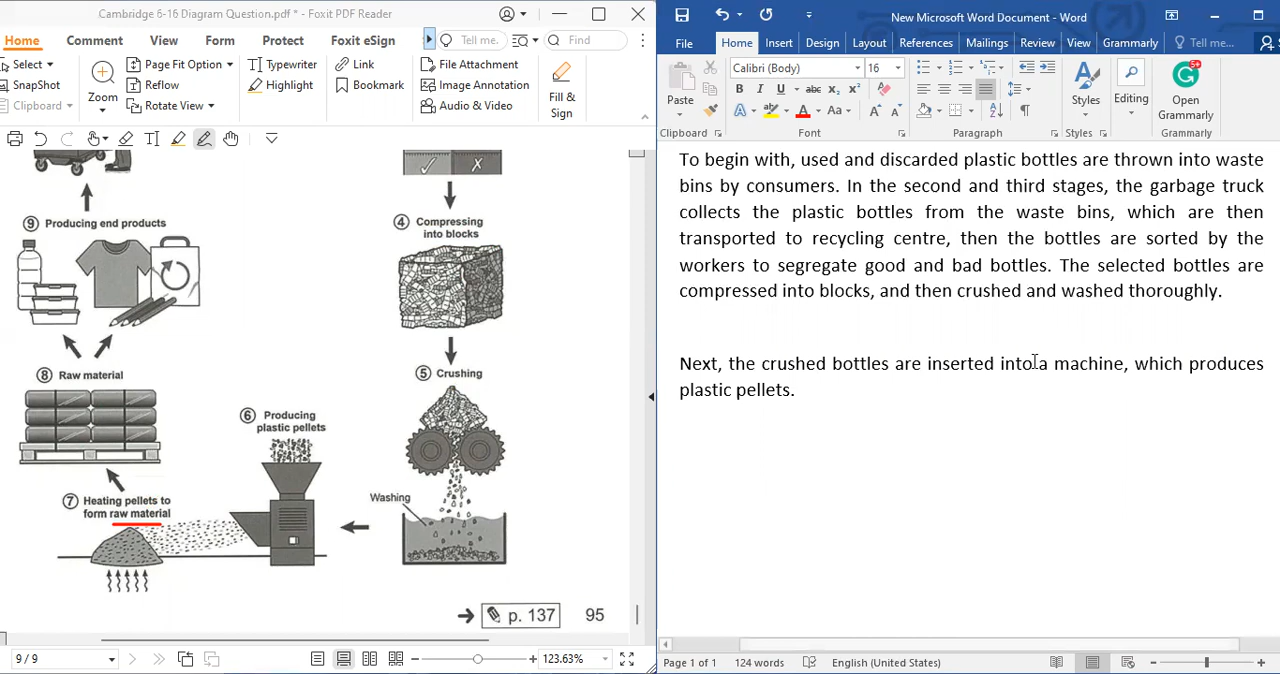 Cambridge 6-16 Diagram Question.pdf * - Foxit PDF Reader
Home Comment View Form Protect Foxit eSign Tell me.. Find
Select
SnapShot
Clipboard
Zoom
Page Fit Option
Reflow
Rotate View
Typewriter
Highlight
Link
Bookmark
File Attachment
Image Annotation
Audio & Video
Fill &
Sign
9 Producing end products
4 Compressing
into blocks
8 Raw material
5 Crushing
6 Producing
plastic pellets
7 Heating pellets to
form raw material
Washing
p. 137 95
9 / 9 123.63%
New Microsoft Word Document - Word
File Home Insert Design Layout References Mailings Review View Grammarly Tell me...
Paste
Calibri (Body) 16
B I U abc x₂ x²
A A Aa A A
Styles
Editing
Open
Grammarly
Clipboard Font Paragraph Styles Grammarly
To begin with, used and discarded plastic bottles are thrown into waste
bins by consumers. In the second and third stages, the garbage truck
collects the plastic bottles from the waste bins, which are then
transported to recycling centre, then the bottles are sorted by the
workers to segregate good and bad bottles. The selected bottles are
compressed into blocks, and then crushed and washed thoroughly.
Next, the crushed bottles are inserted into a machine, which produces
plastic pellets.
Page 1 of 1 124 words English (United States)